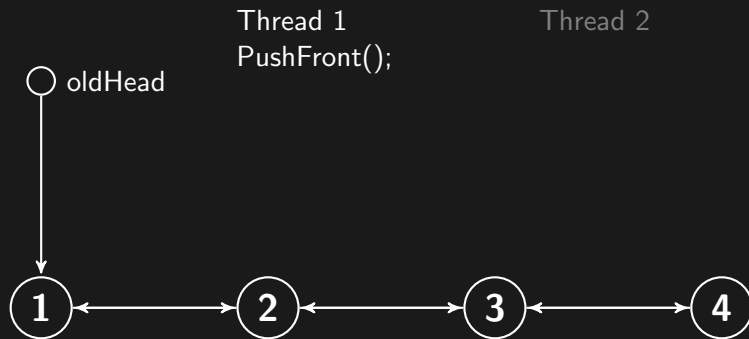 Thread 1
PushFront();
Thread 2
oldHead
1
2
3
4